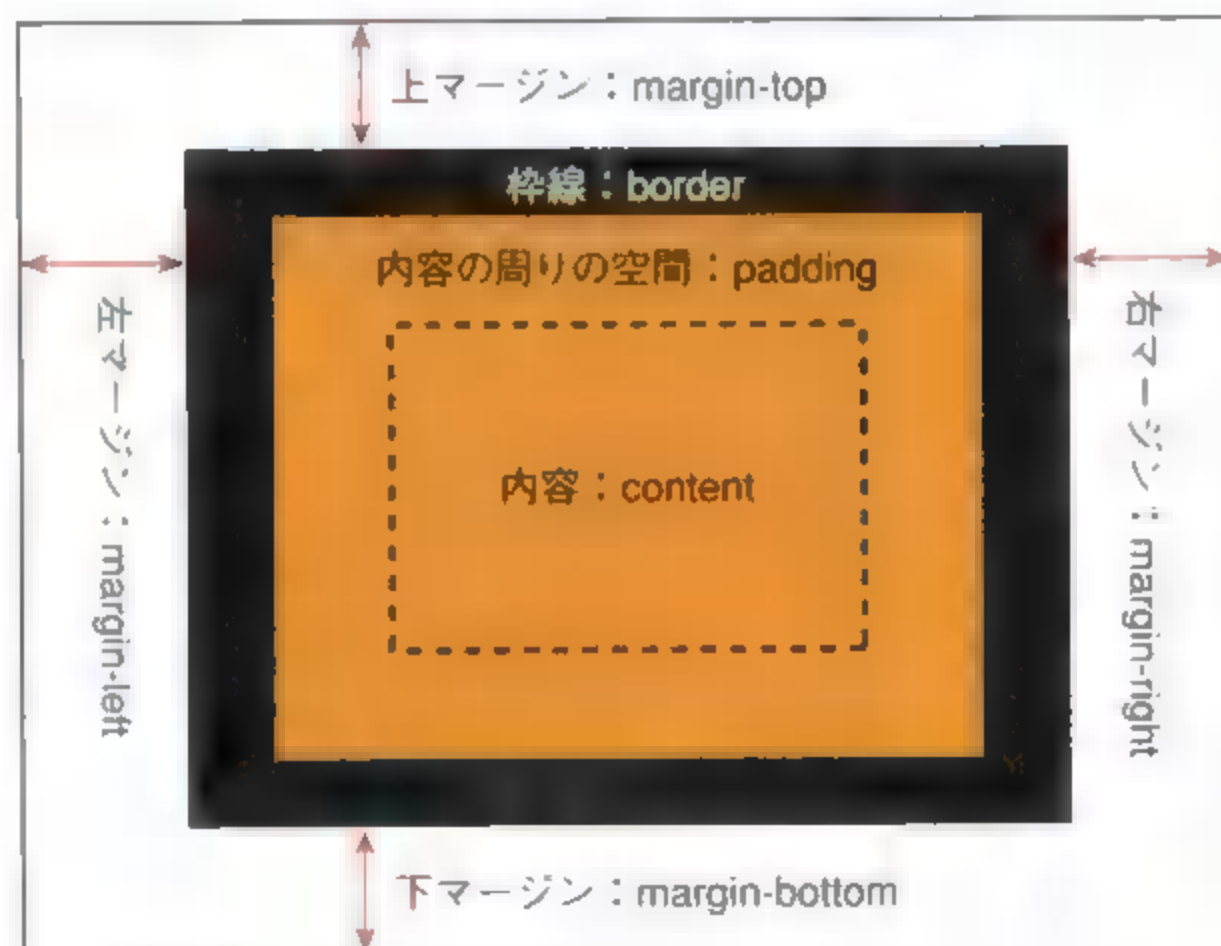 上マージン：margin-top
枠線：border
内容の周りの空間：padding
左マージン：margin-left
内容：content
右マージン：margin-right
下マージン：margin-bottom